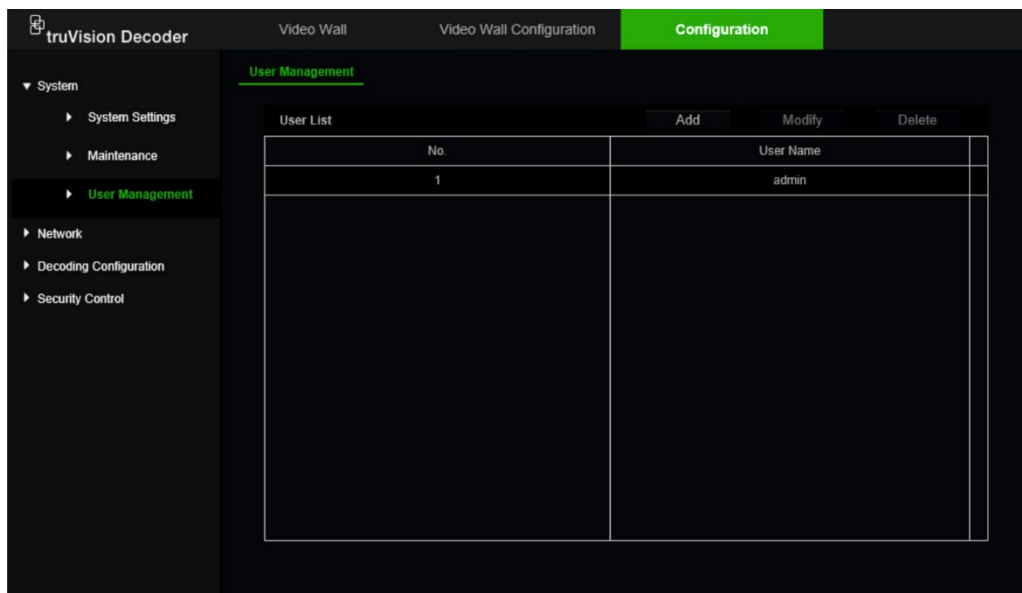 truVision Decoder
Video Wall
Video Wall Configuration
Configuration
System
System Settings
Maintenance
User Management
Network
Decoding Configuration
Security Control
User Management
User List
Add
Modify
Delete
No.
User Name
1
admin